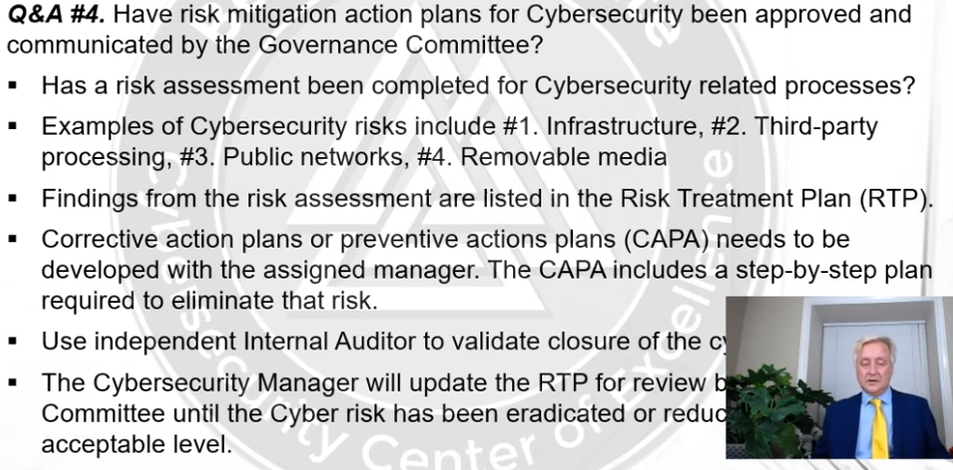 Q&A #4. Have risk mitigation action plans for Cybersecurity been approved and
communicated by the Governance Committee?
▪ Has a risk assessment been completed for Cybersecurity related processes?
▪ Examples of Cybersecurity risks include #1. Infrastructure, #2. Third-party
processing, #3. Public networks, #4. Removable media
▪ Findings from the risk assessment are listed in the Risk Treatment Plan (RTP).
▪ Corrective action plans or preventive actions plans (CAPA) needs to be
developed with the assigned manager. The CAPA includes a step-by-step plan
required to eliminate that risk.
▪ Use independent Internal Auditor to validate closure of the
▪ The Cybersecurity Manager will update the RTP for review
Committee until the Cyber risk has been eradicated or
acceptable level.
Cybersecurity Center of Excellence